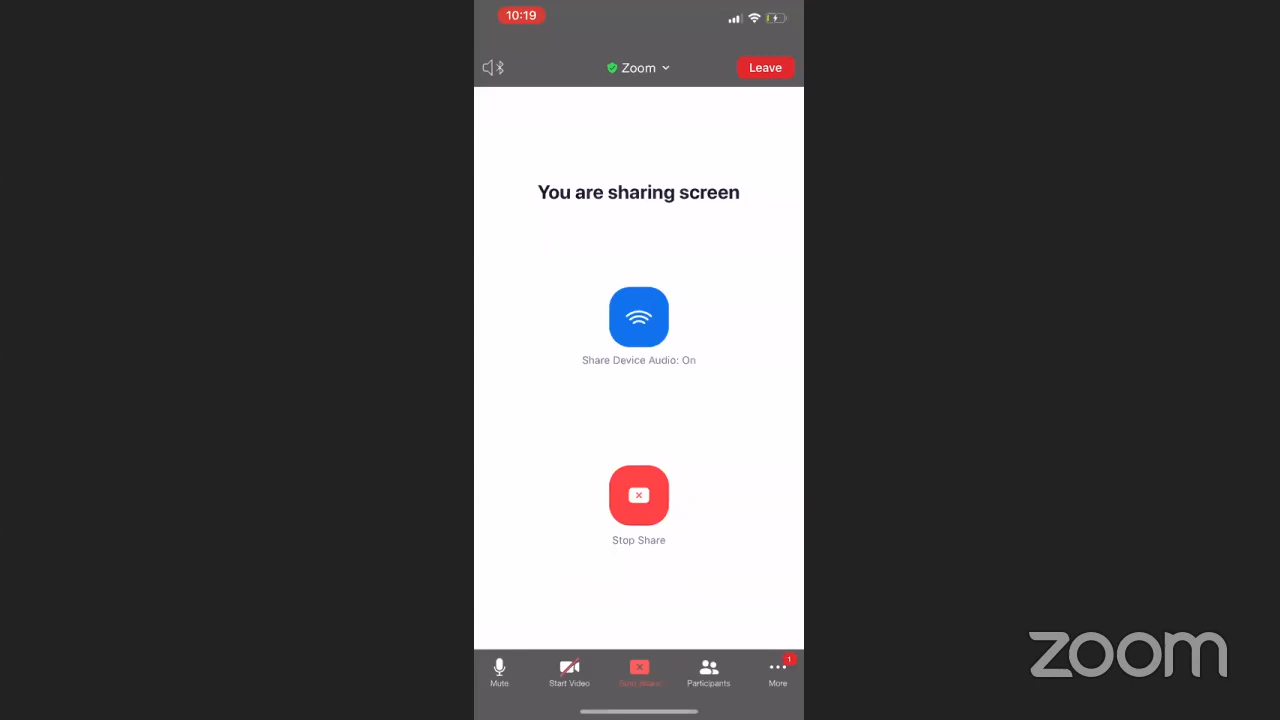 10:19
Zoom
Leave
You are sharing screen
Share Device Audio: On
Stop Share
Mute
Start Video
Participants
More
1
zoom